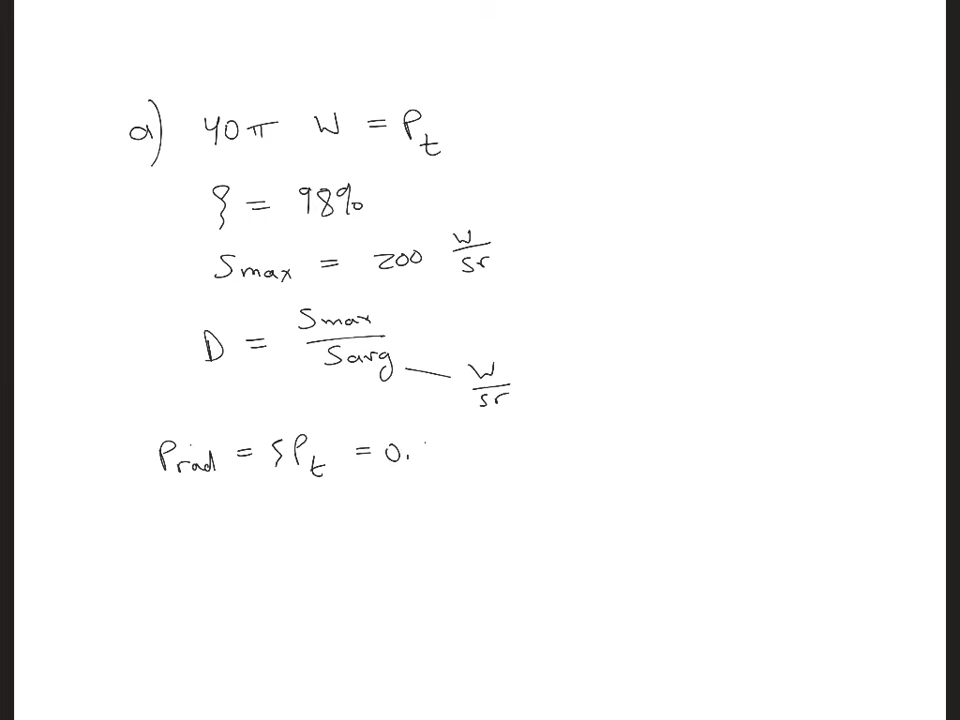 a) 40π W = Pt
ξ = 98%
Smax = 200 W/sr
D = Smax/Savg — W/sr
Prad = ξPt = 0.